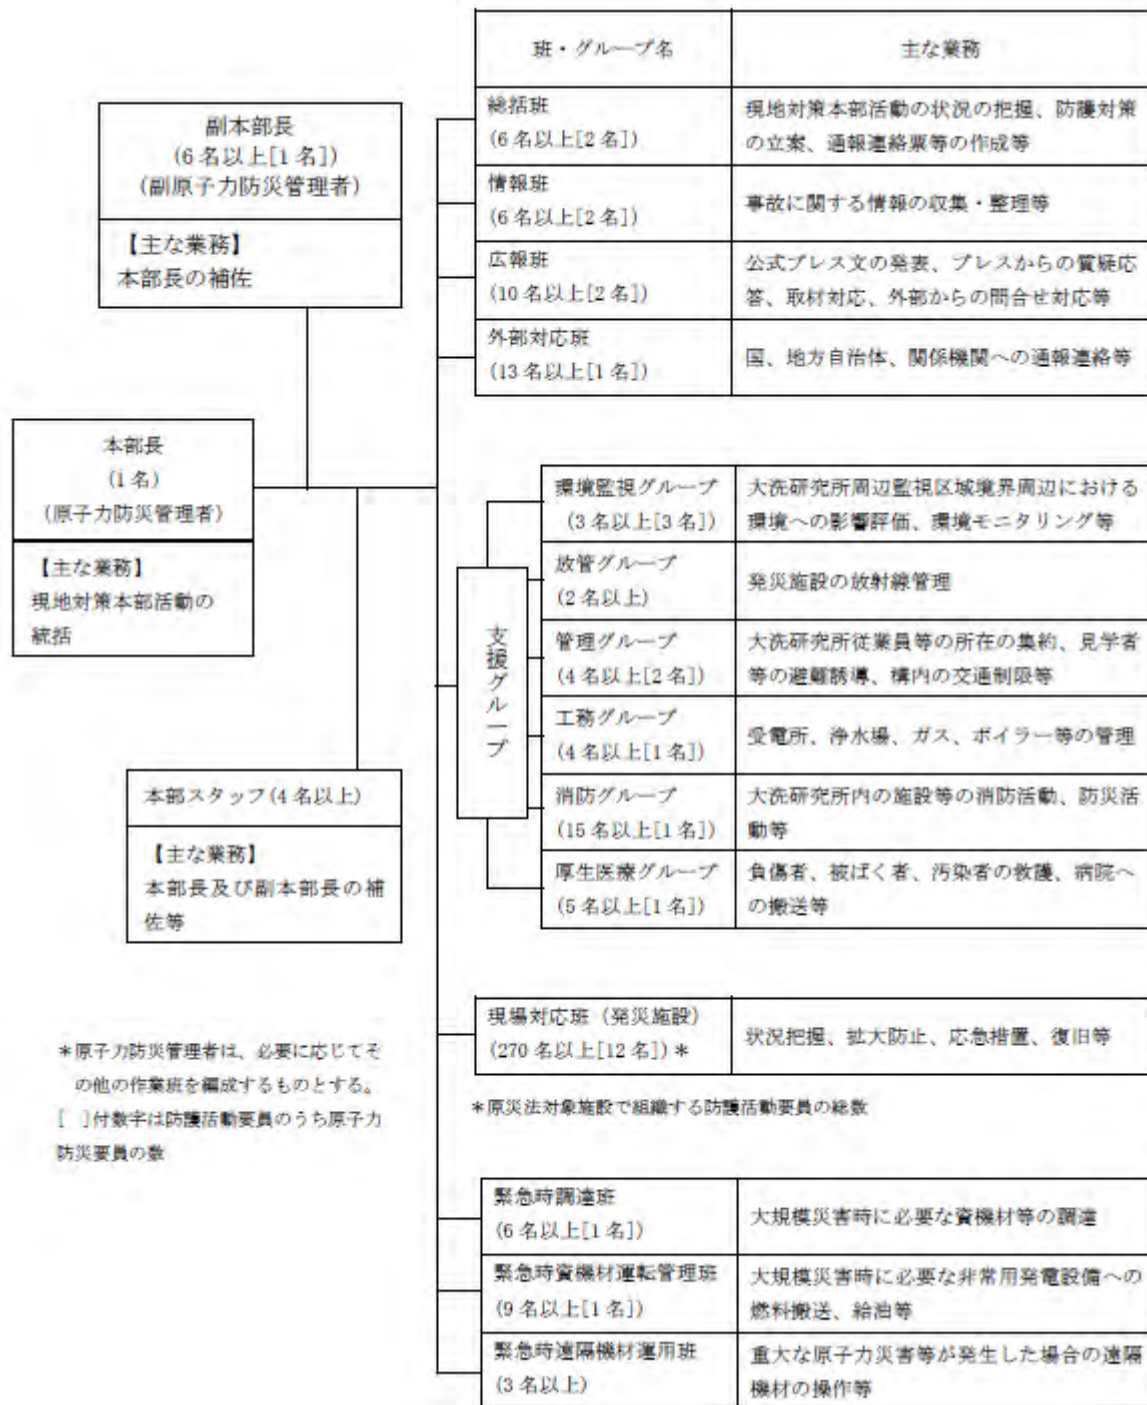 班・グループ名
主な業務
総括班
(6名以上[2名])
現地対策本部活動の状況の把握、防護対策
の立案、通報連絡票等の作成等
情報班
(6名以上[2名])
事故に関する情報の収集・整理等
広報班
(10名以上[2名])
公式プレス文の発表、プレスからの質疑応
答、取材対応、外部からの問合せ対応等
外部対応班
(13名以上[1名])
国、地方自治体、関係機関への通報連絡等
副本部長
(6名以上[1名])
(副原子力防災管理者)
【主な業務】
本部長の補佐
本部長
(1名)
(原子力防災管理者)
【主な業務】
現地対策本部活動の
統括
本部スタッフ(4名以上)
【主な業務】
本部長及び副本部長の補
佐等
支援グループ
環境監視グループ
(3名以上[3名])
大洗研究所周辺監視区域境界周辺における
環境への影響評価、環境モニタリング等
放管グループ
(2名以上)
発災施設の放射線管理
管理グループ
(4名以上[2名])
大洗研究所従業員等の所在の集約、見学者
等の避難誘導、構内の交通制限等
工務グループ
(4名以上[1名])
受電所、浄水場、ガス、ボイラー等の管理
消防グループ
(15名以上[1名])
大洗研究所内の施設等の消防活動、防災活
動等
厚生医療グループ
(5名以上[1名])
負傷者、被ばく者、汚染者の救護、病院へ
の搬送等
現場対応班（発災施設）
(270名以上[12名])＊
状況把握、拡大防止、応急措置、復旧等
＊原災法対象施設で組織する防護活動要員の総数
＊原子力防災管理者は、必要に応じてそ
の他の作業班を編成するものとする。
[　]付数字は防護活動要員のうち原子力
防災要員の数
緊急時調達班
(6名以上[1名])
大規模災害時に必要な資機材等の調達
緊急時資機材運転管理班
(9名以上[1名])
大規模災害時に必要な非常用発電設備への
燃料搬送、給油等
緊急時遠隔機材運用班
(3名以上)
重大な原子力災害等が発生した場合の遠隔
機材の操作等